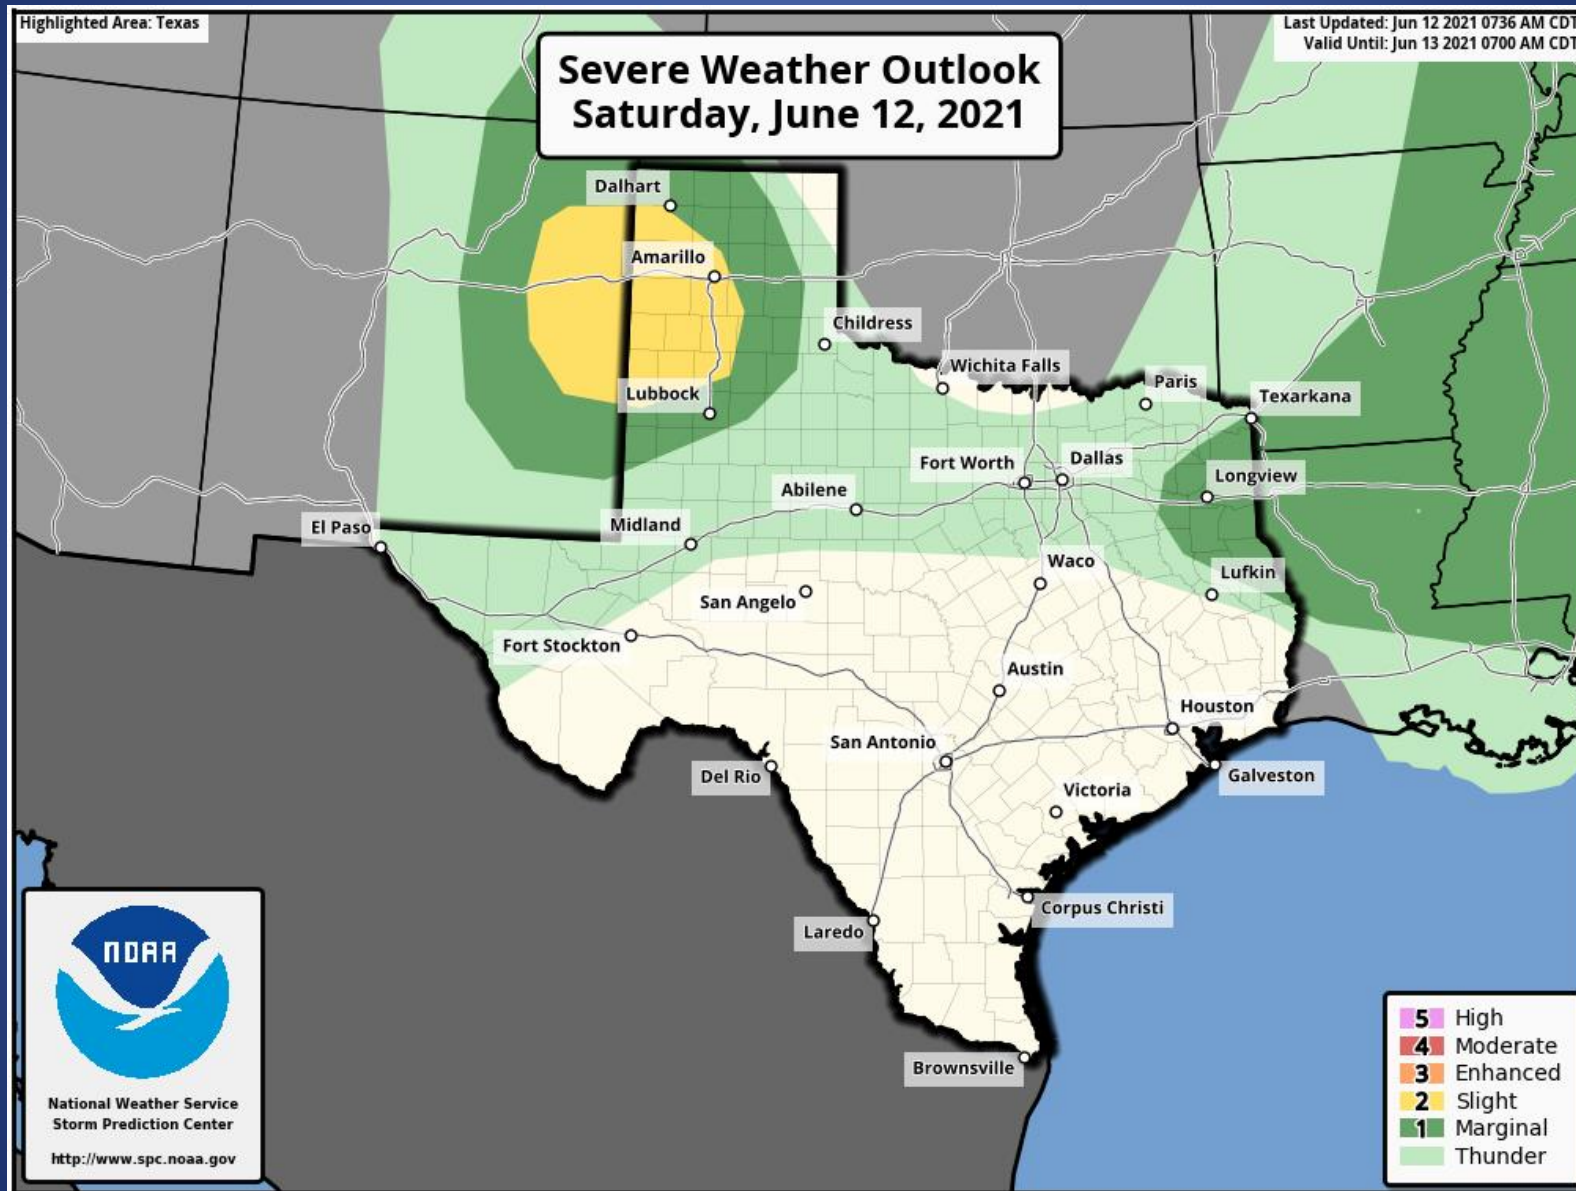 Highlighted Area: Texas
Last Updated: Jun 12 2021 0736 AM CDT
Valid Until: Jun 13 2021 0700 AM CDT
Severe Weather Outlook
Saturday, June 12, 2021
Dalhart
Amarillo
Childress
Wichita Falls
Paris
Texarkana
Lubbock
Fort Worth
Dallas
Longview
Abilene
Midland
El Paso
Waco
Lufkin
San Angelo
Fort Stockton
Austin
Houston
San Antonio
Del Rio
Galveston
Victoria
Corpus Christi
Laredo
Brownsville
NOAA
National Weather Service
Storm Prediction Center
http://www.spc.noaa.gov
5 High
4 Moderate
3 Enhanced
2 Slight
1 Marginal
Thunder